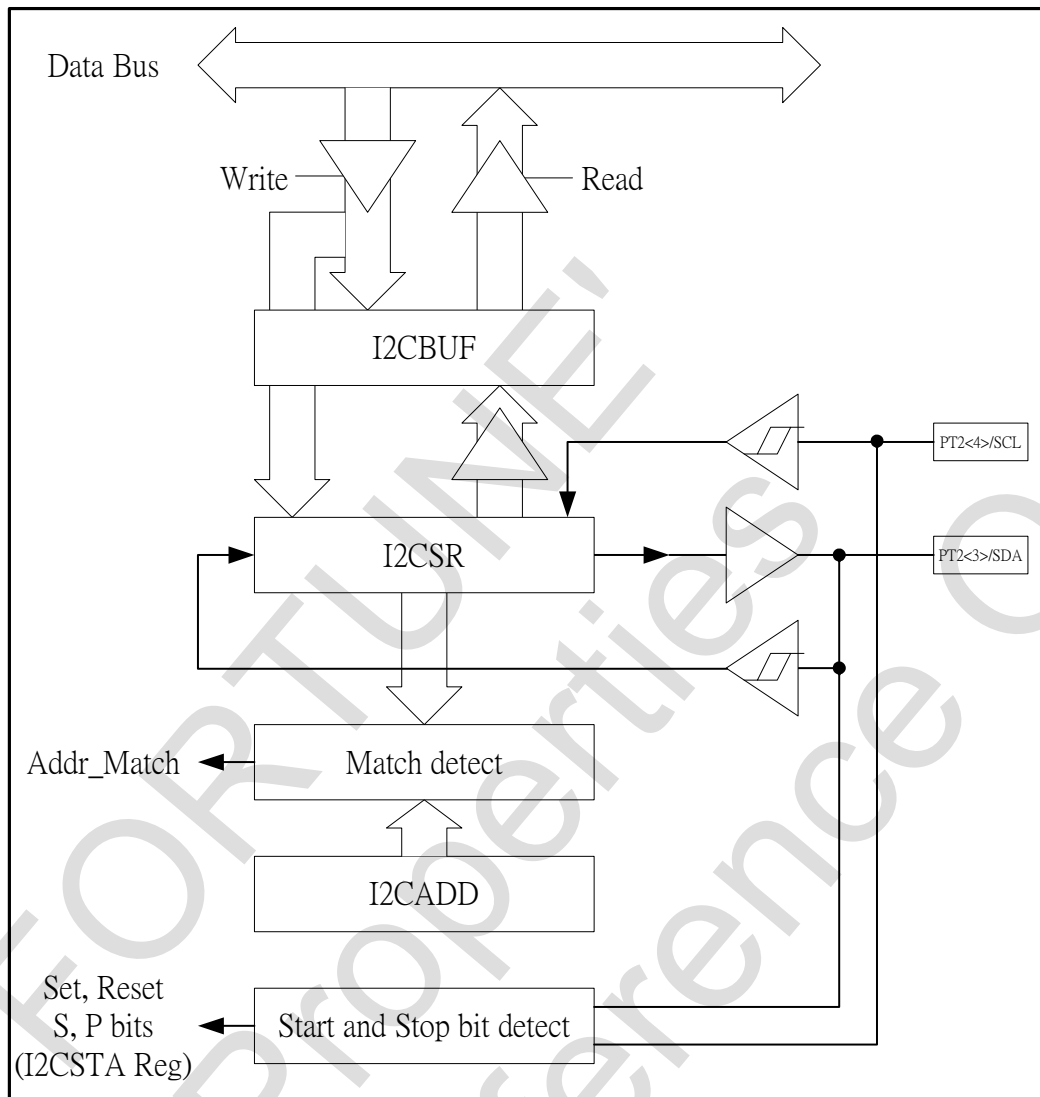 Data Bus
Write
Read
I2CBUF
PT2<4>/SCL
I2CSR
PT2<3>/SDA
Addr_Match
Match detect
I2CADD
Set, Reset
S, P bits
(I2CSTA Reg)
Start and Stop bit detect
FORTUNE'
Properties